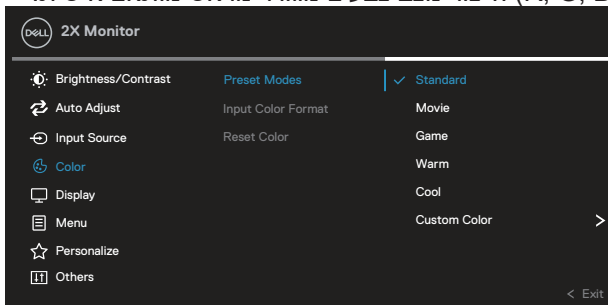 (R, G, B
DELL 2X Monitor
Brightness/Contrast Preset Modes ✓ Standard
Auto Adjust Input Color Format Movie
Input Source Reset Color Game
Color Warm
Display Cool
Menu Custom Color >
Personalize
Others
< Exit